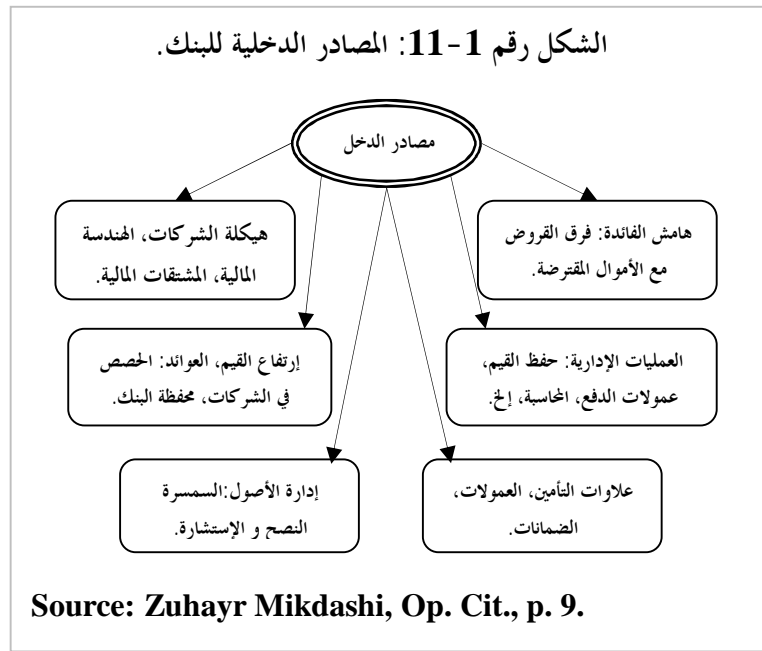 الشكل رقم 1-11: المصادر الدخلية للبنك.
مصادر الدخل
هامش الفائدة: فرق القروض
مع الأموال المقترضة.
هيكلة الشركات، الهندسة
المالية، المشتقات المالية.
العمليات الإدارية: حفظ القيم،
عمولات الدفع، المحاسبة، إلخ.
إرتفاع القيم، العوائد: الحصص
في الشركات، محفظة البنك.
علاوات التأمين، العمولات،
الضمانات.
إدارة الأصول:السمسرة
النصح و الإستشارة.
Source: Zuhayr Mikdashi, Op. Cit., p. 9.